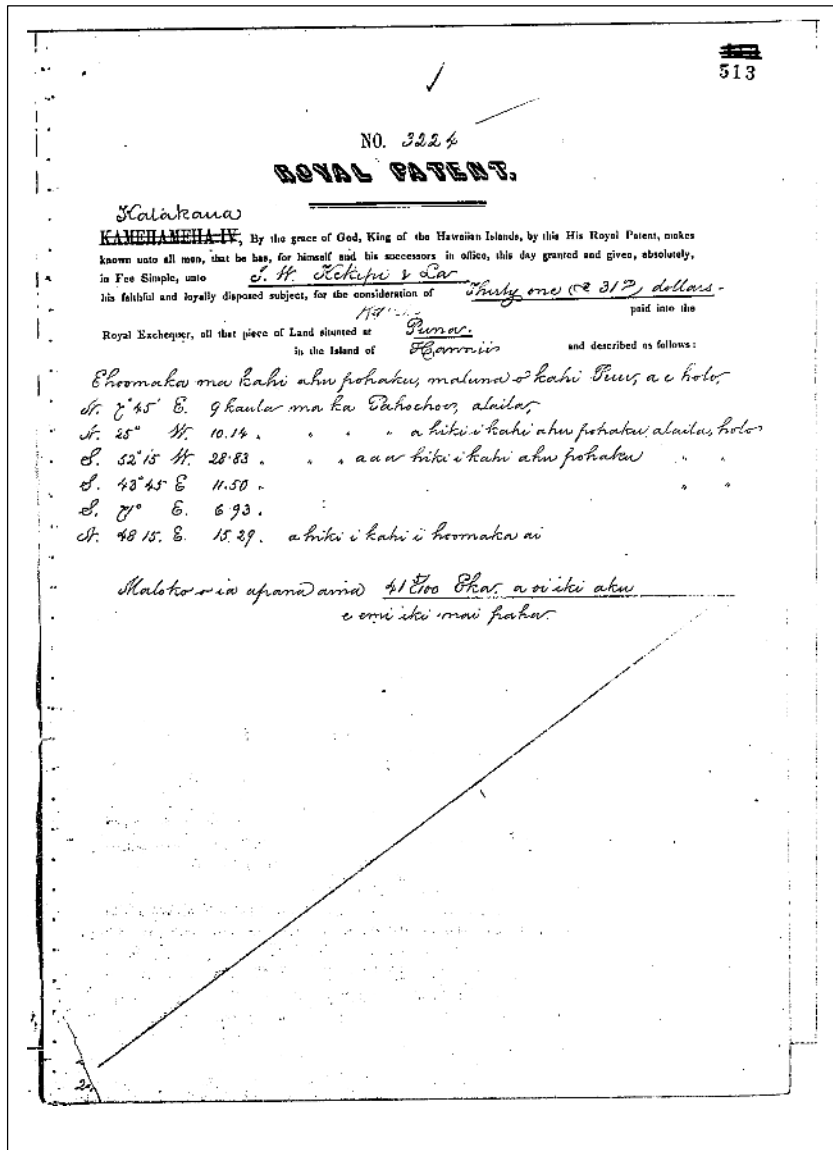 513
NO. 3224
ROYAL PATENT.
Kalakaua
KAMEHAMEHA IV, By the grace of God, King of the Hawaiian Islands, by this His Royal Patent, makes
known unto all men, that he has, for himself and his successors in office, this day granted and given, absolutely,
in Fee Simple, unto J. W. Kekipi & La
his faithful and loyally disposed subject, for the consideration of Thirty one dollars
paid into the
Royal Exchequer, all that piece of Land situated at Puna.
in the Island of Hawaii and described as follows:
Ehoomaka ma kahi ahu pohaku, maluna o kahi Puu, a e holo,
N. 7° 45' E. 9 kaula ma ka Pahoehoe, alaila,
N. 25° W. 10.14 " " " a hiki i kahi ahu pohaku alaila, holo
S. 52° 15 W. 28.83 " " " a a a hiki i kahi ahu pohaku " "
S. 43° 45 E 11.50 " " "
S. 71° E. 6.93 "
N. 48 15. E. 15.29. a hiki i kahi i hoomaka ai
Maloko o ia apana aina 41 /100 Eka. a oi iki aku
e emi iki mai paha.